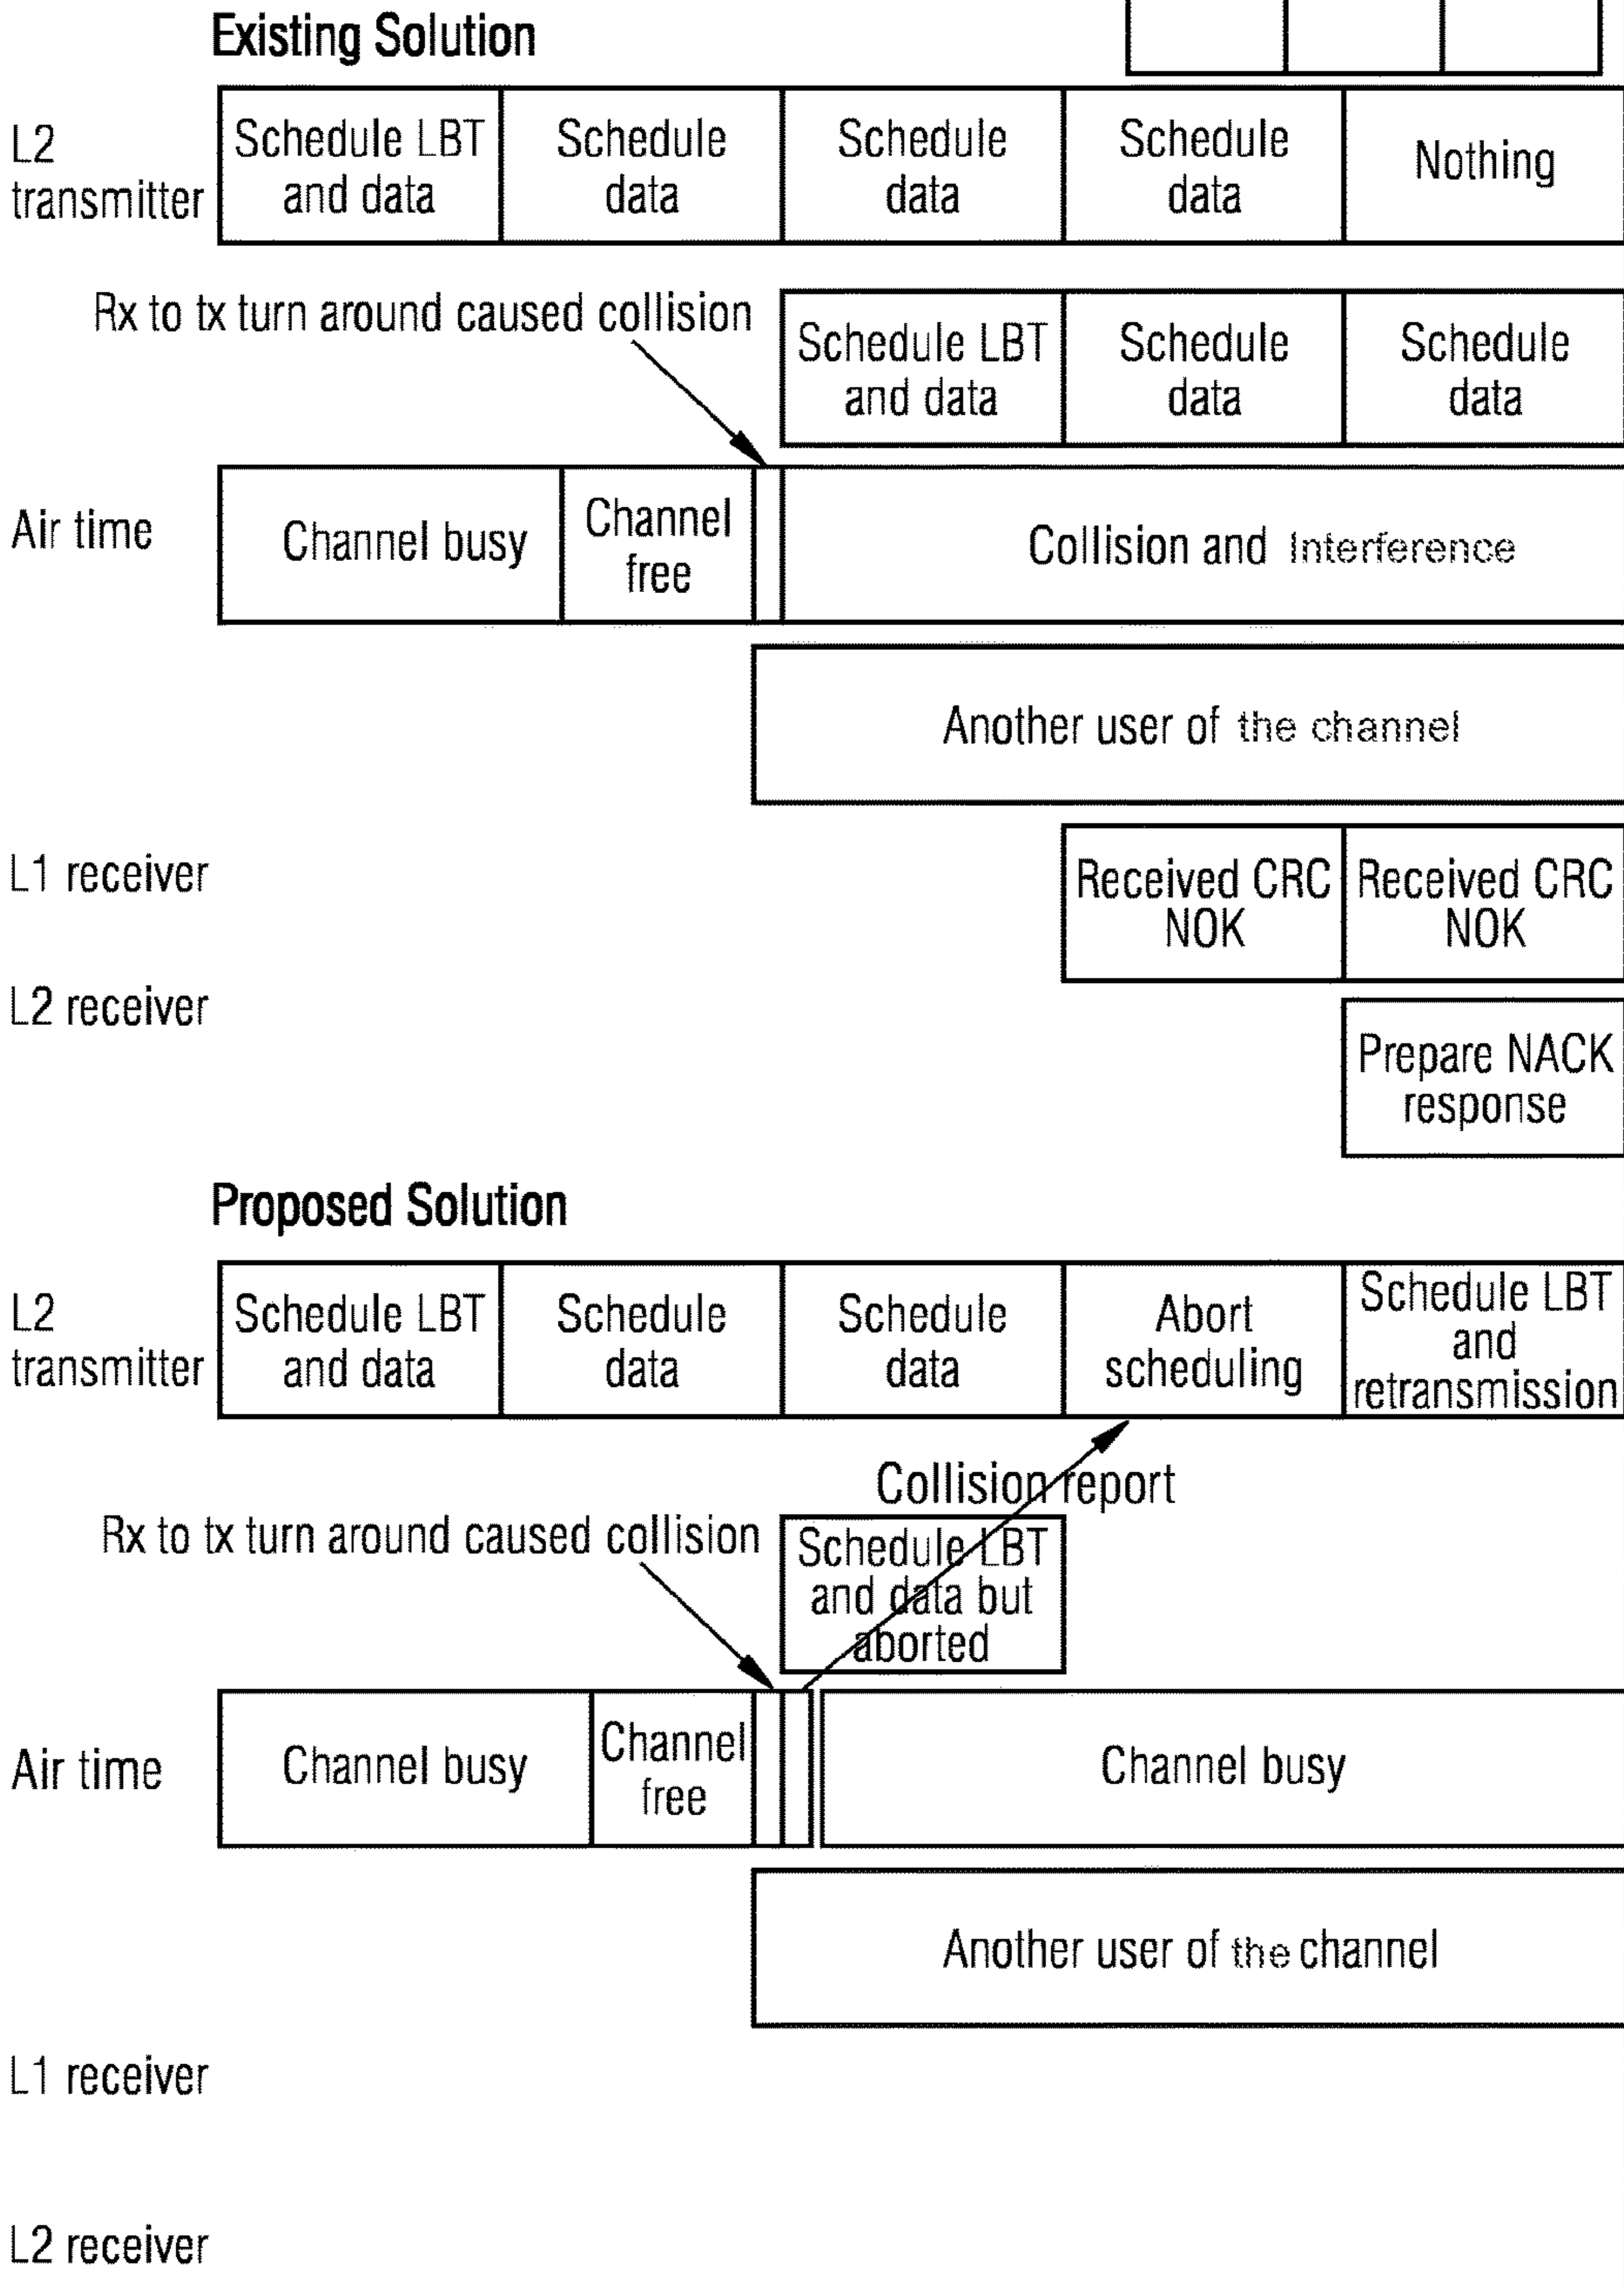 Existing Solution
L2
transmitter
Schedule LBT
and data
Schedule
data
Schedule
data
Schedule
data
Nothing
Rx to tx turn around caused collision
Schedule LBT
and data
Schedule
data
Schedule
data
Air time
Channel busy
Channel
free
Collision and Interference
Another user of the channel
L1 receiver
Received CRC
NOK
Received CRC
NOK
L2 receiver
Prepare NACK
response
Proposed Solution
L2
transmitter
Schedule LBT
and data
Schedule
data
Schedule
data
Abort
scheduling
Schedule LBT
and
retransmission
Collision report
Rx to tx turn around caused collision
Schedule LBT
and data but
aborted
Air time
Channel busy
Channel
free
Channel busy
Another user of the channel
L1 receiver
L2 receiver